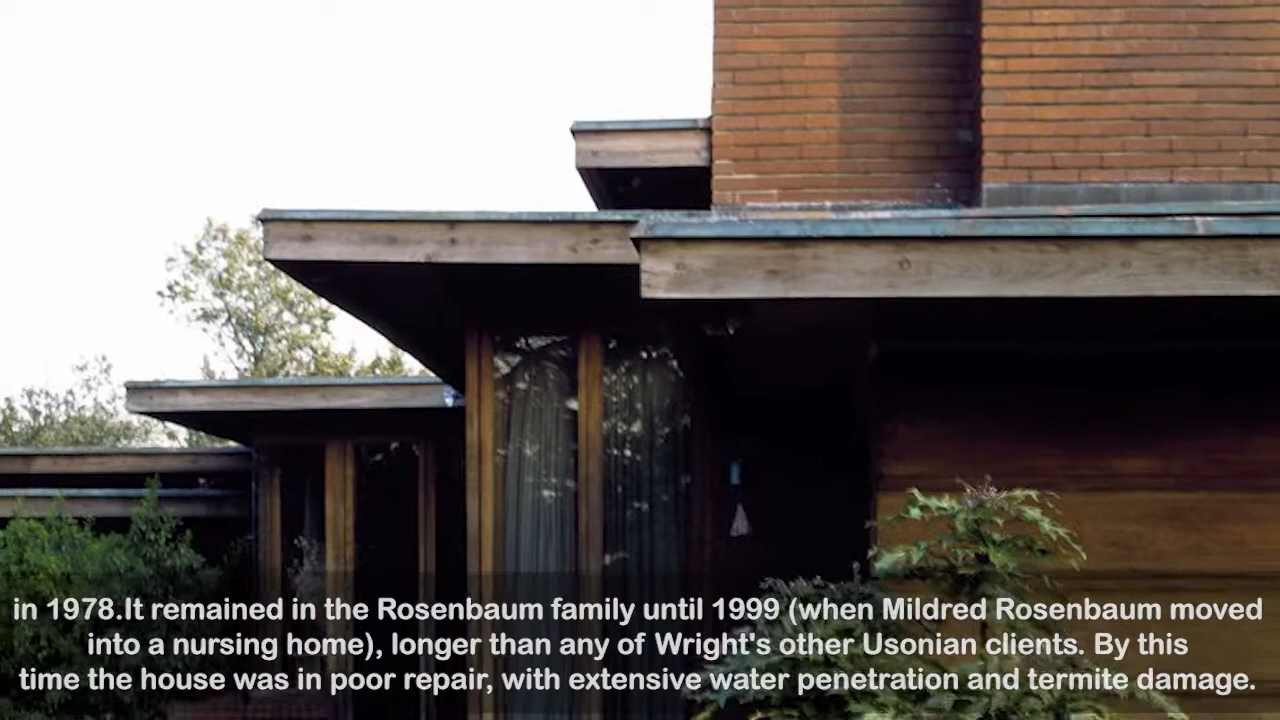 in 1978.It remained in the Rosenbaum family until 1999 (when Mildred Rosenbaum moved
into a nursing home), longer than any of Wright's other Usonian clients. By this
time the house was in poor repair, with extensive water penetration and termite damage.